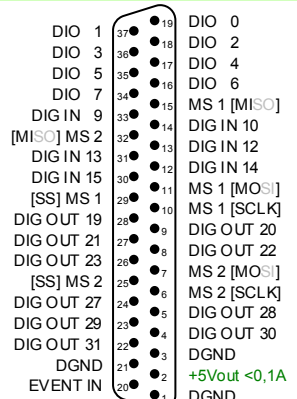 DIO 1 37 19 DIO 0
DIO 3 36 18 DIO 2
DIO 5 35 17 DIO 4
DIO 7 34 16 DIO 6
DIG IN 9 33 15 MS 1 [MISO]
[MISO] MS 2 32 14 DIG IN 10
DIG IN 13 31 13 DIG IN 12
DIG IN 15 30 12 DIG IN 14
[SS] MS 1 29 11 MS 1 [MOSI]
DIG OUT 19 28 10 MS 1 [SCLK]
DIG OUT 21 27 9 DIG OUT 20
DIG OUT 23 26 8 DIG OUT 22
[SS] MS 2 25 7 MS 2 [MOSI]
DIG OUT 27 24 6 MS 2 [SCLK]
DIG OUT 29 23 5 DIG OUT 28
DIG OUT 31 22 4 DIG OUT 30
DGND 21 3 DGND
EVENT IN 20 2 +5Vout <0,1A
1 DGND